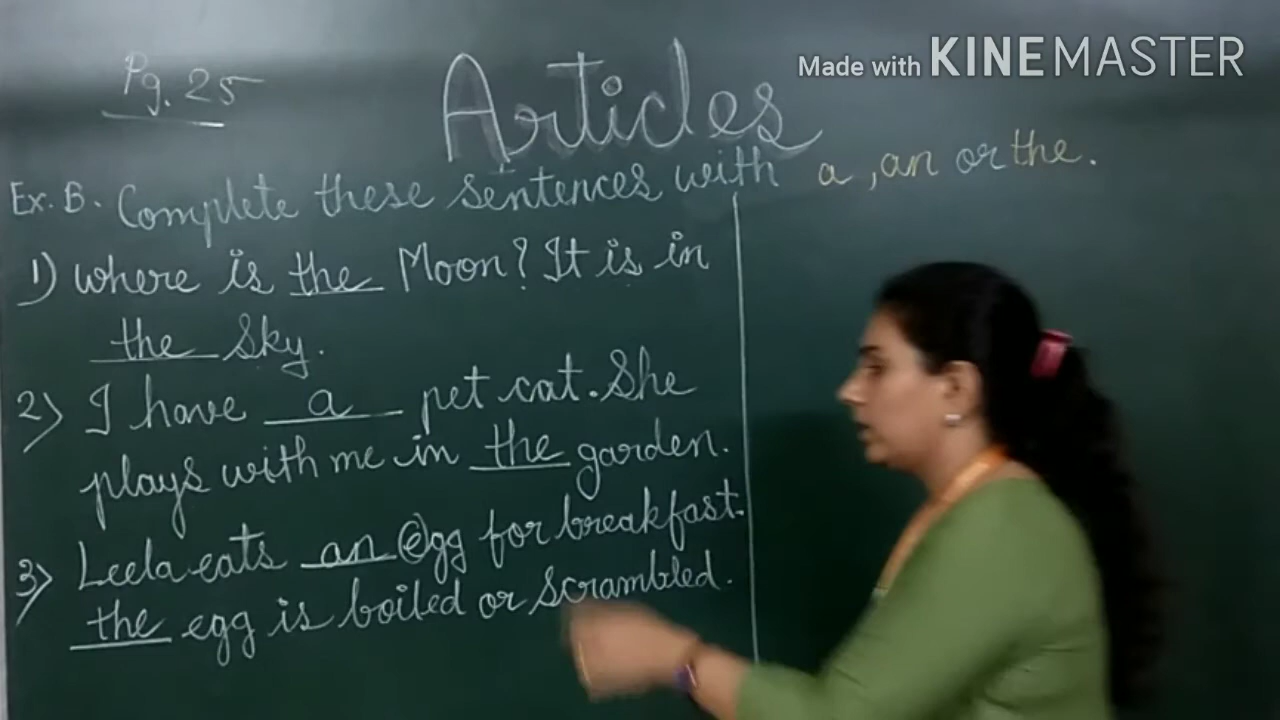 Made with KINEMASTER
Pg. 25
Articles
Ex. B. Complete these sentences with a, an or the.
1) where is the Moon? It is in
the Sky.
2) I have a pet cat. She
plays with me in the garden.
3) Leela eats an egg for breakfast.
the egg is boiled or scrambled.